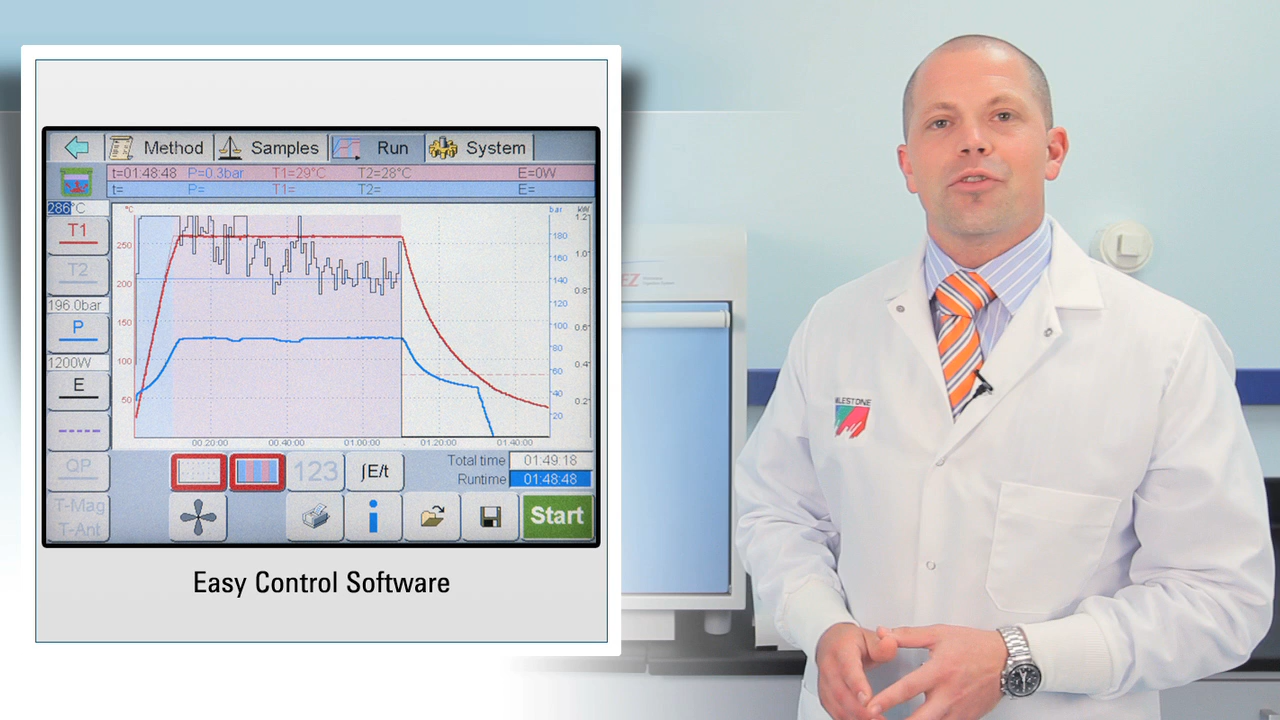 Method Samples Run System
t=01:48:48 P=0.3bar T1=29°C T2=28°C E=0W
t= P= T1= T2= E=
286°C
°C bar kW
T1
T2
196.0bar
P
1200W
E
QP
T-Mag
T-Ant
250
200
150
100
50
180
160
140
120
100
80
60
40
20
1.2
1.0
0.8
0.6
0.4
0.2
00:20:00 00:40:00 01:00:00 01:20:00 01:40:00
123 ∫E/t
Total time 01:49:18
Runtime 01:48:48
i Start
Easy Control Software
EZ
MILESTONE